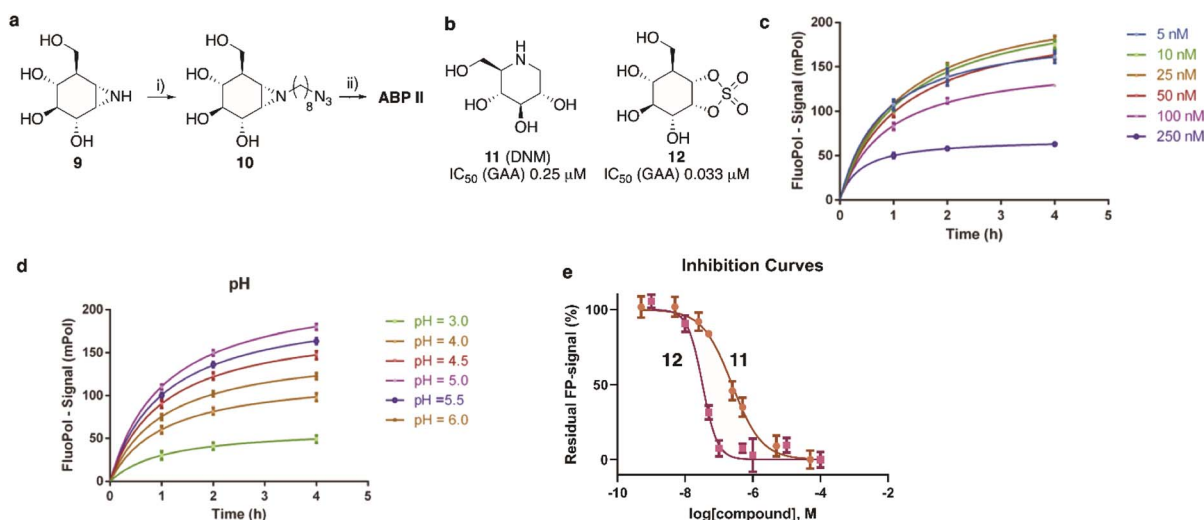 a
HO
HO
HO
OH
NH
9
i)
HO
HO
HO
OH
N
8
N₃
10
ii)
ABP II
b
HO
H
N
HO
OH
OH
11 (DNM)
IC₅₀ (GAA) 0.25 μM
HO
HO
HO
OH
O
O
S
O
O
12
IC₅₀ (GAA) 0.033 μM
c
FluoPol - Signal (mPol)
200
150
100
50
0
0 1 2 3 4 5
Time (h)
5 nM
10 nM
25 nM
50 nM
100 nM
250 nM
d
pH
FluoPol - Signal (mPol)
200
150
100
50
0
0 1 2 3 4 5
Time (h)
pH = 3.0
pH = 4.0
pH = 4.5
pH = 5.0
pH =5.5
pH = 6.0
e
Inhibition Curves
Residual FP-signal (%)
100
50
0
12
11
-10 -8 -6 -4 -2
log[compound], M